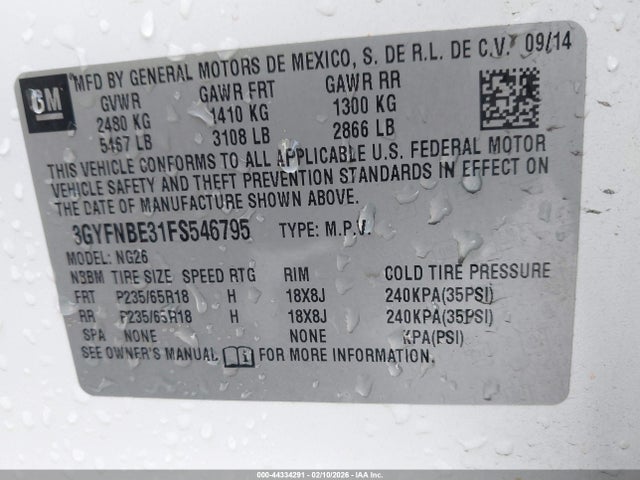 GM
MFD BY GENERAL MOTORS DE MEXICO, S. DE R.L. DE C.V. 09/14
GVWR GAWR FRT GAWR RR
2480 KG 1410 KG 1300 KG
5467 LB 3108 LB 2866 LB
THIS VEHICLE CONFORMS TO ALL APPLICABLE U.S. FEDERAL MOTOR
VEHICLE SAFETY AND THEFT PREVENTION STANDARDS IN EFFECT ON
THE DATE OF MANUFACTURE SHOWN ABOVE.
3GYFNBE31FS546795 TYPE: M.P.V.
MODEL: NG26
N3BM TIRE SIZE SPEED RTG RIM COLD TIRE PRESSURE
FRT P235/65R18 H 18X8J 240KPA(35PSI)
RR P235/65R18 H 18X8J 240KPA(35PSI)
SPA NONE NONE KPA(PSI)
SEE OWNER'S MANUAL FOR MORE INFORMATION.
000-44334291 - 02/10/2026 - IAA04